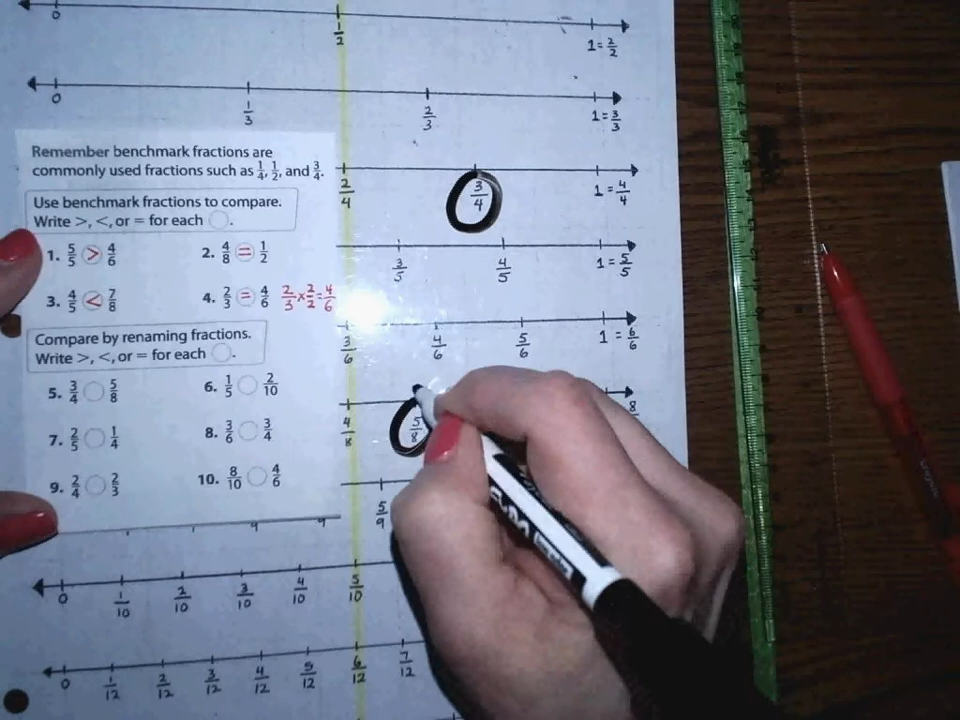 0 1/2 1=2/2
0 1/3 2/3 1=3/3
Remember benchmark fractions are
commonly used fractions such as 1/4, 1/2, and 3/4.
2/4 3/4 1=4/4
Use benchmark fractions to compare.
Write >, <, or = for each ○.
1. 5/5 > 4/6 2. 4/8 = 1/2
3/5 4/5 1=5/5
3. 4/5 < 7/8 4. 2/3 = 4/6 2/3×2/2=4/6
3/6 4/6 5/6 1=6/6
Compare by renaming fractions.
Write >, <, or = for each ○.
5. 3/4 ○ 5/8 6. 1/5 ○ 2/10
4/8 5/8 8
7. 2/5 ○ 1/4 8. 3/6 ○ 3/4
9. 2/4 ○ 2/3 10. 8/10 ○ 4/6
5/9
9 9
0 1/10 2/10 3/10 4/10 5/10
0 1/12 2/12 3/12 4/12 5/12 6/12 7/12